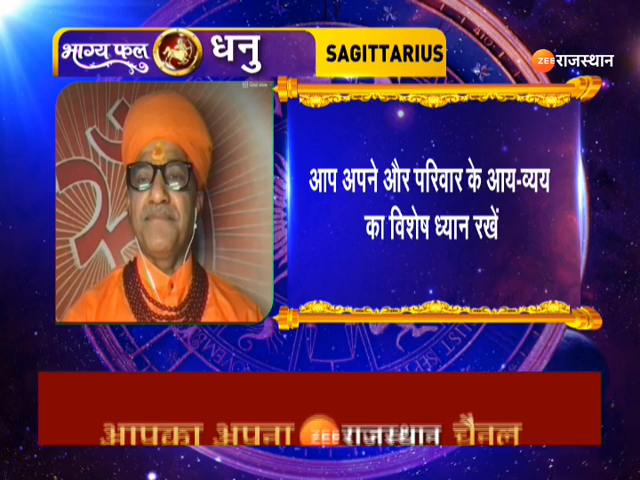 भाग्य फल धनु SAGITTARIUS
ZEE राजस्थान
आप अपने और परिवार के आय-व्यय
का विशेष ध्यान रखें
आपका अपना ZEE राजस्थान चैनल